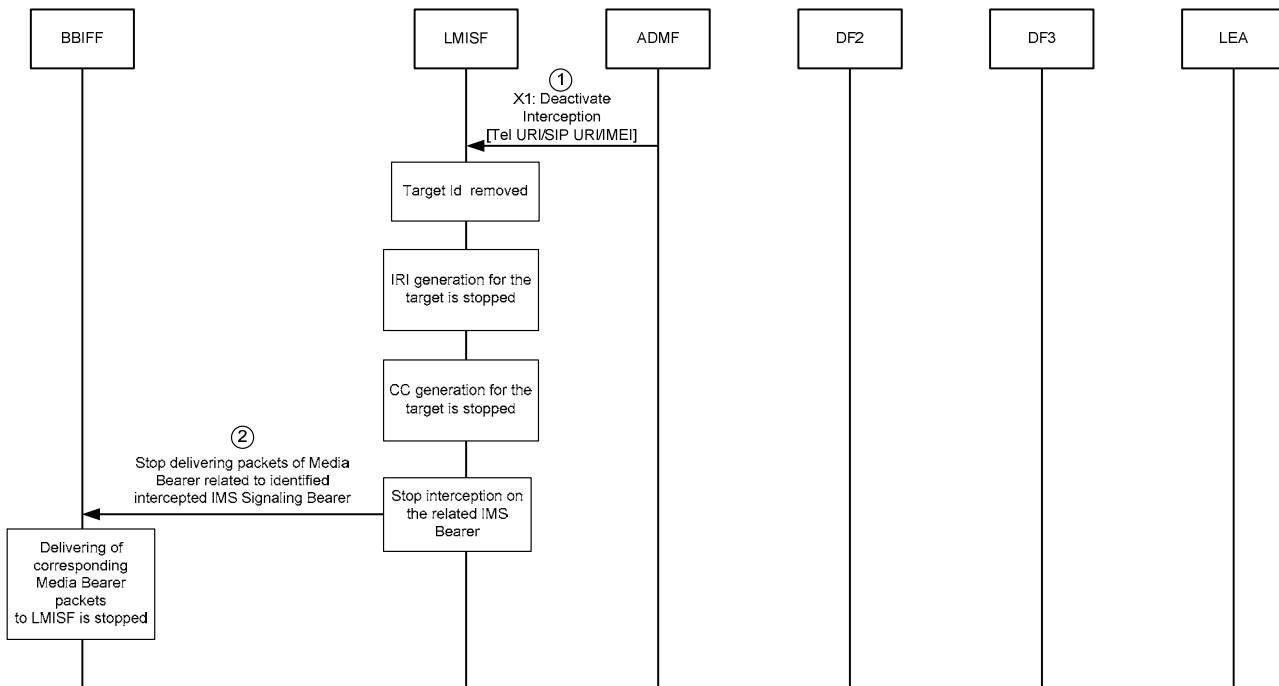 BBIFF
LMISF
ADMF
DF2
DF3
LEA
1
X1: Deactivate
Interception
[Tel URI/SIP URI/IMEI]
Target Id removed
IRI generation for the
target is stopped
CC generation for the
target is stopped
2
Stop delivering packets of Media
Bearer related to identified
intercepted IMS Signaling Bearer
Stop interception on
the related IMS
Bearer
Delivering of
corresponding
Media Bearer
packets
to LMISF is stopped